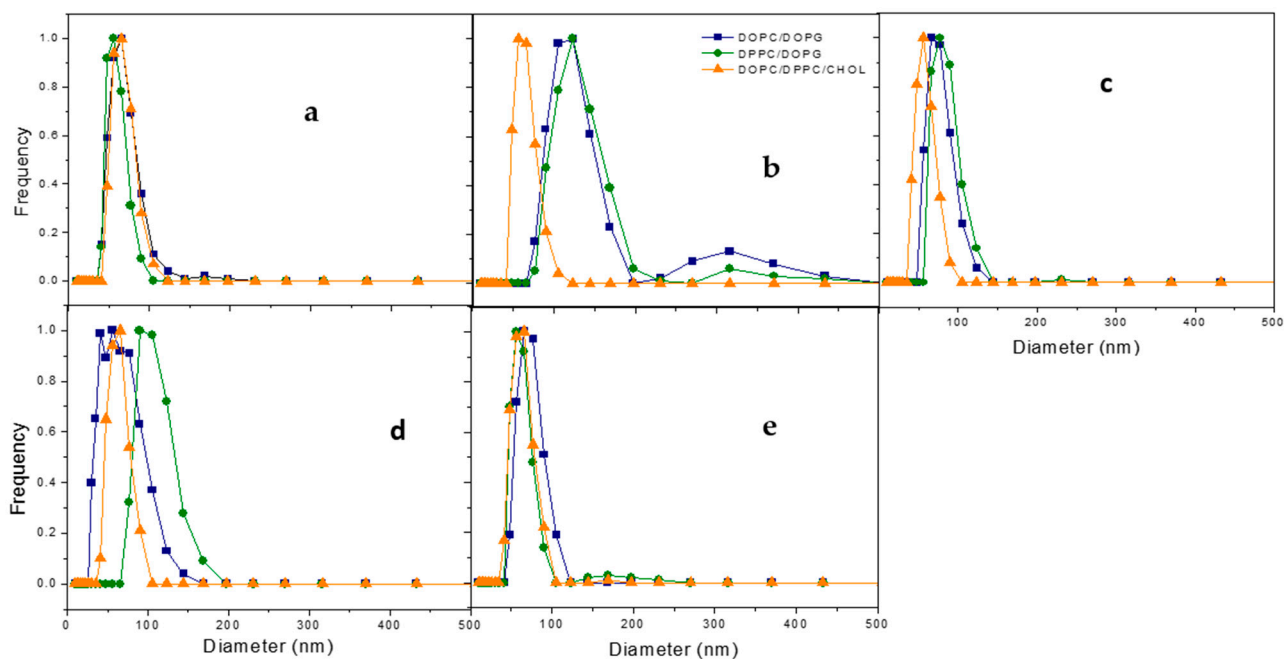 1.0
0.8
0.6
0.4
0.2
0.0
Frequency
a
DOPC/DOPG
DPPC/DOPG
DOPC/DPPC/CHOL
b
c
100 200 300 400 500
Diameter (nm)
1.0
0.8
0.6
0.4
0.2
0.0
Frequency
d
e
0 100 200 300 400 500
Diameter (nm)
100 200 300 400 500
Diameter (nm)